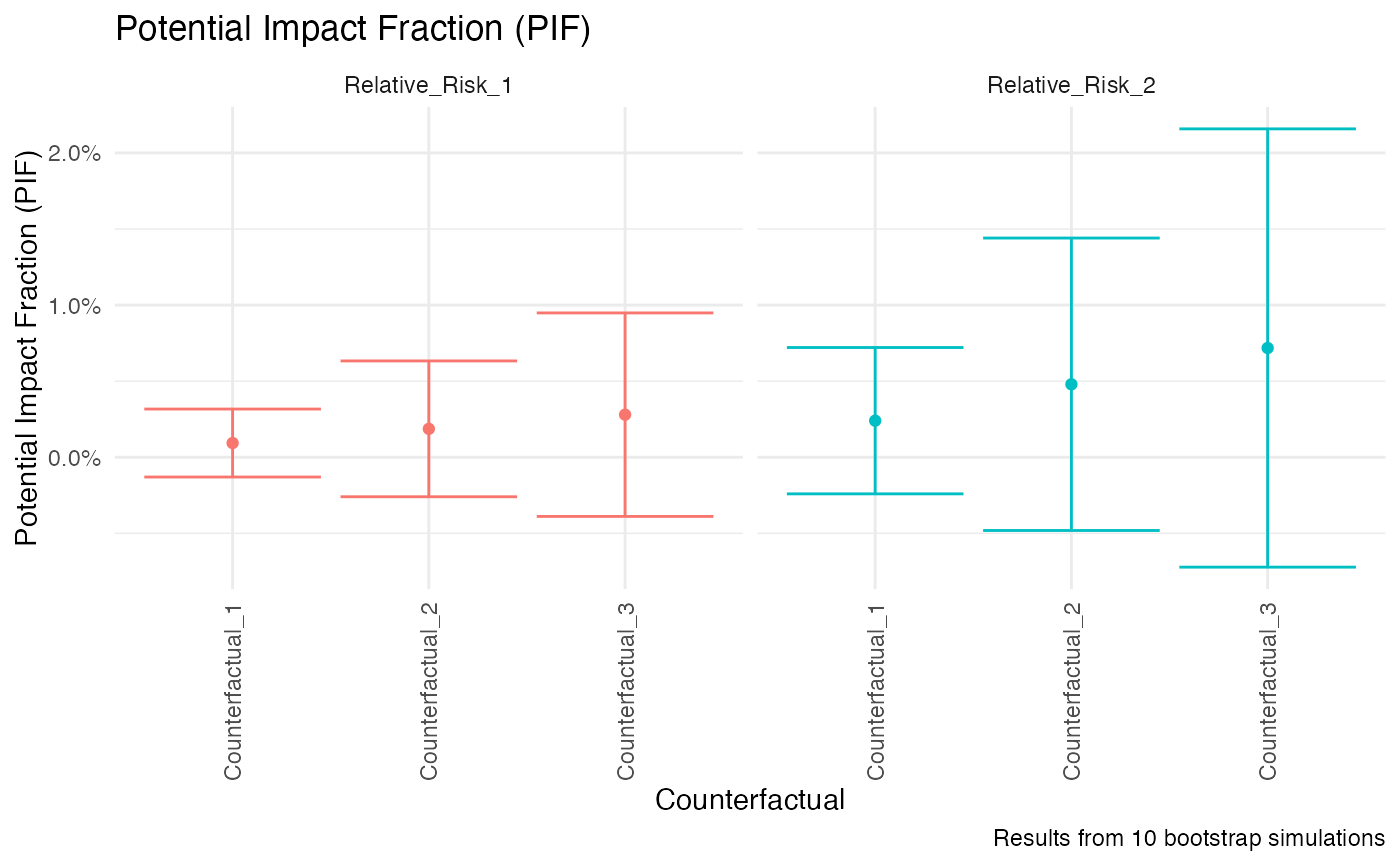 Potential Impact Fraction (PIF)
Relative_Risk_1
Relative_Risk_2
Potential Impact Fraction (PIF)
2.0%
1.0%
0.0%
Counterfactual_1
Counterfactual_2
Counterfactual_3
Counterfactual_1
Counterfactual_2
Counterfactual_3
Counterfactual
Results from 10 bootstrap simulations